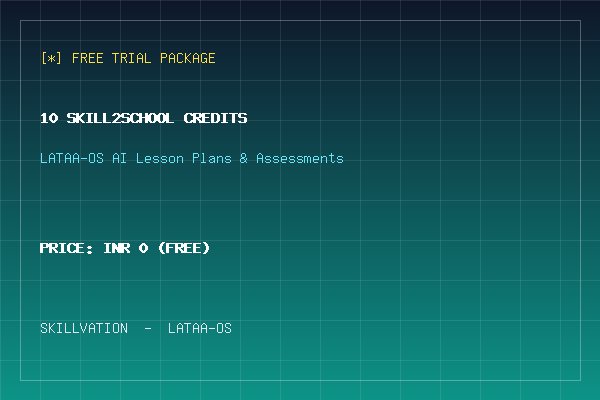 [*] FREE TRIAL PACKAGE
10 SKILL2SCHOOL CREDITS
LATAA-OS AI Lesson Plans & Assessments
PRICE: INR 0 (FREE)
SKILLVATION - LATAA-OS